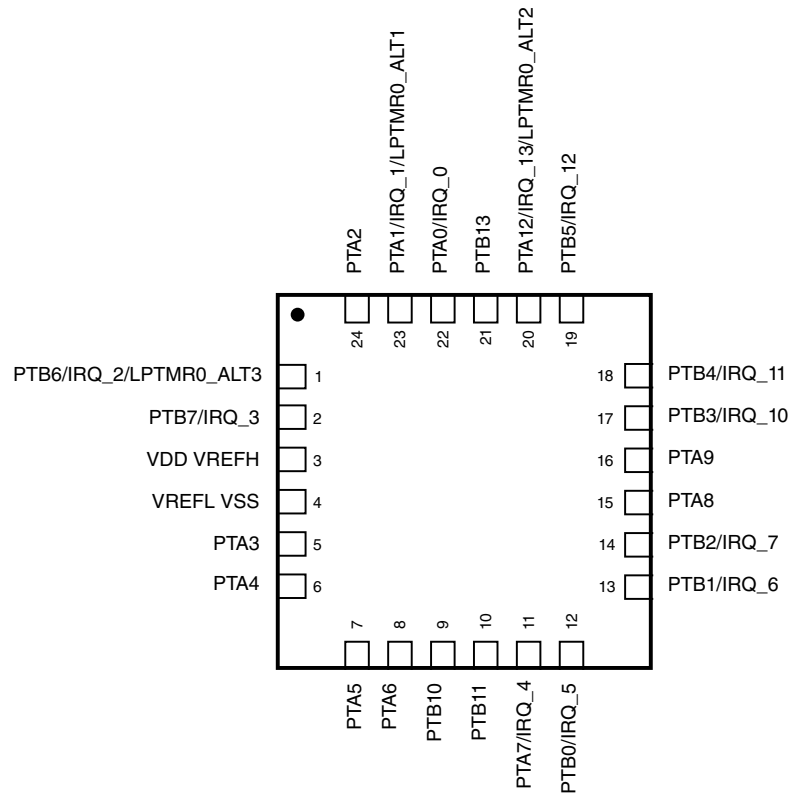 PTA2
PTA1/IRQ_1/LPTMR0_ALT1
PTA0/IRQ_0
PTB13
PTA12/IRQ_13/LPTMR0_ALT2
PTB5/IRQ_12
24
23
22
21
20
19
PTB6/IRQ_2/LPTMR0_ALT3
1
18
PTB4/IRQ_11
PTB7/IRQ_3
2
17
PTB3/IRQ_10
VDD VREFH
3
16
PTA9
VREFL VSS
4
15
PTA8
PTA3
5
14
PTB2/IRQ_7
PTA4
6
13
PTB1/IRQ_6
7
8
9
10
11
12
PTA5
PTA6
PTB10
PTB11
PTA7/IRQ_4
PTB0/IRQ_5